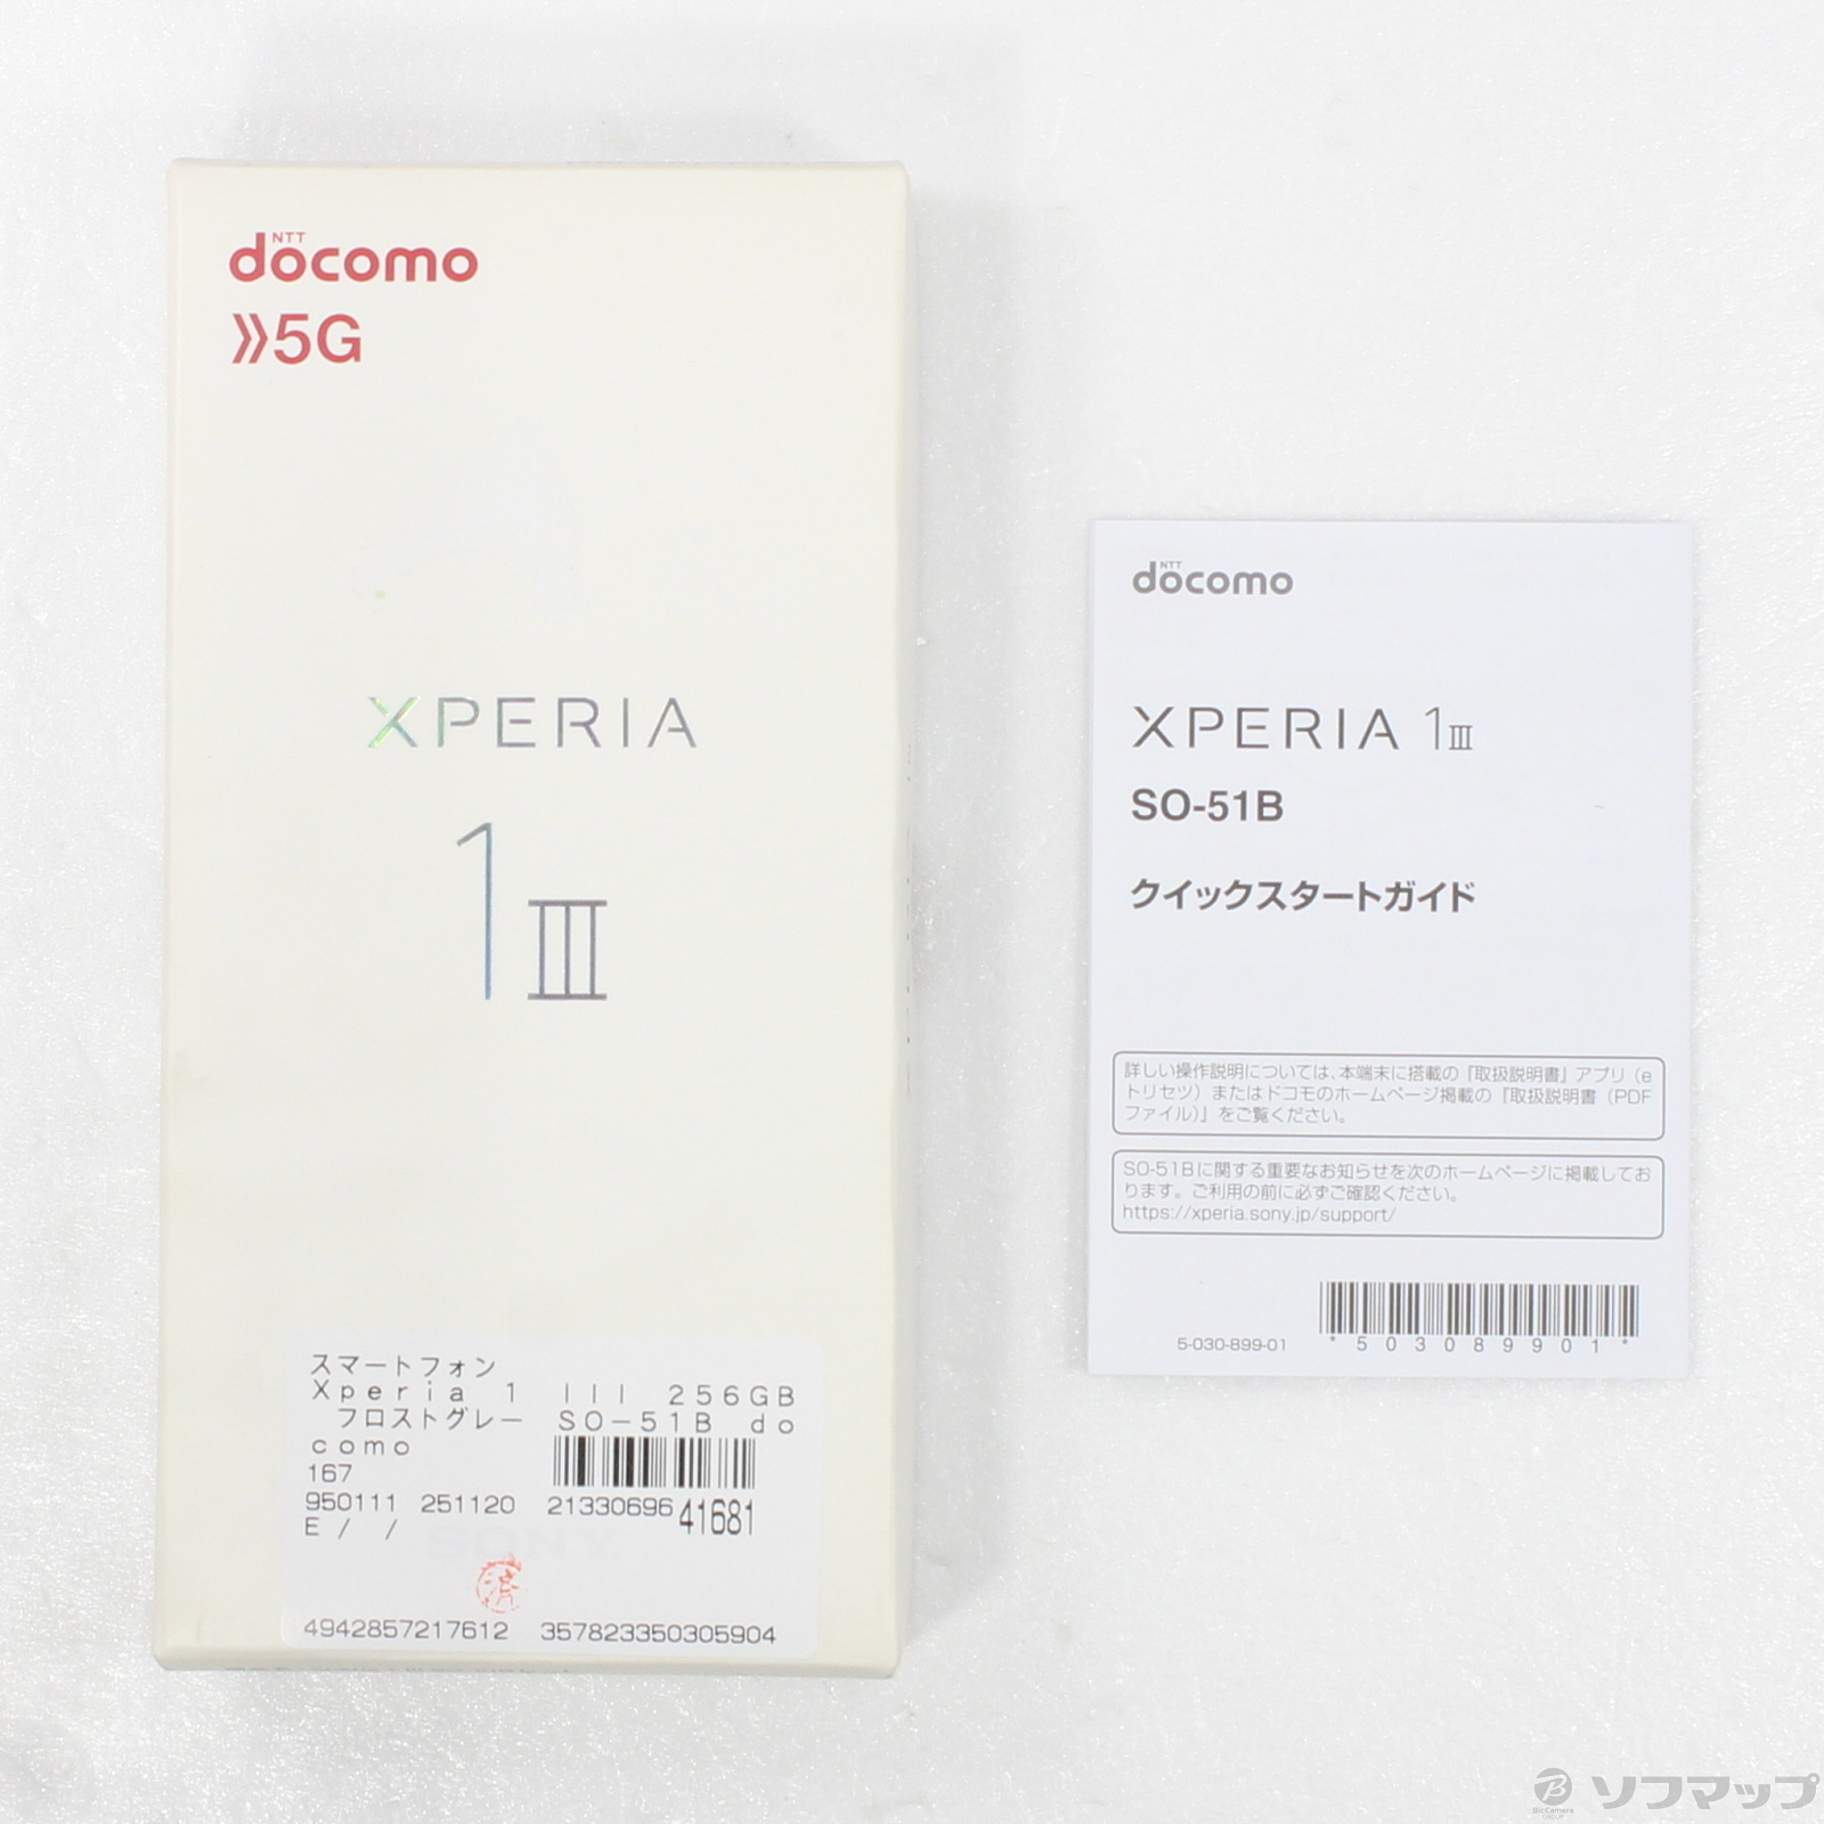 NTT
docomo
5G
XPERIA
1III
スマートフォン
Xperia 1 III 256GB
フロストグレー SO-51B do
como
167
950111 251120 21330696 41681
E / /
SONY
4942857217612 357823350305904
NTT
docomo
XPERIA 1III
SO-51B
クイックスタートガイド
詳しい操作説明については、本端末に搭載の『取扱説明書』アプリ（e
トリセツ）またはドコモのホームページ掲載の『取扱説明書（PDF
ファイル）』をご覧ください。
SO-51Bに関する重要なお知らせを次のホームページに掲載してお
ります。ご利用の前に必ずご確認ください。
https://xperia.sony.jp/support/
5-030-899-01
*503089901*
B
BicCamera
GROUP
ソフマップ